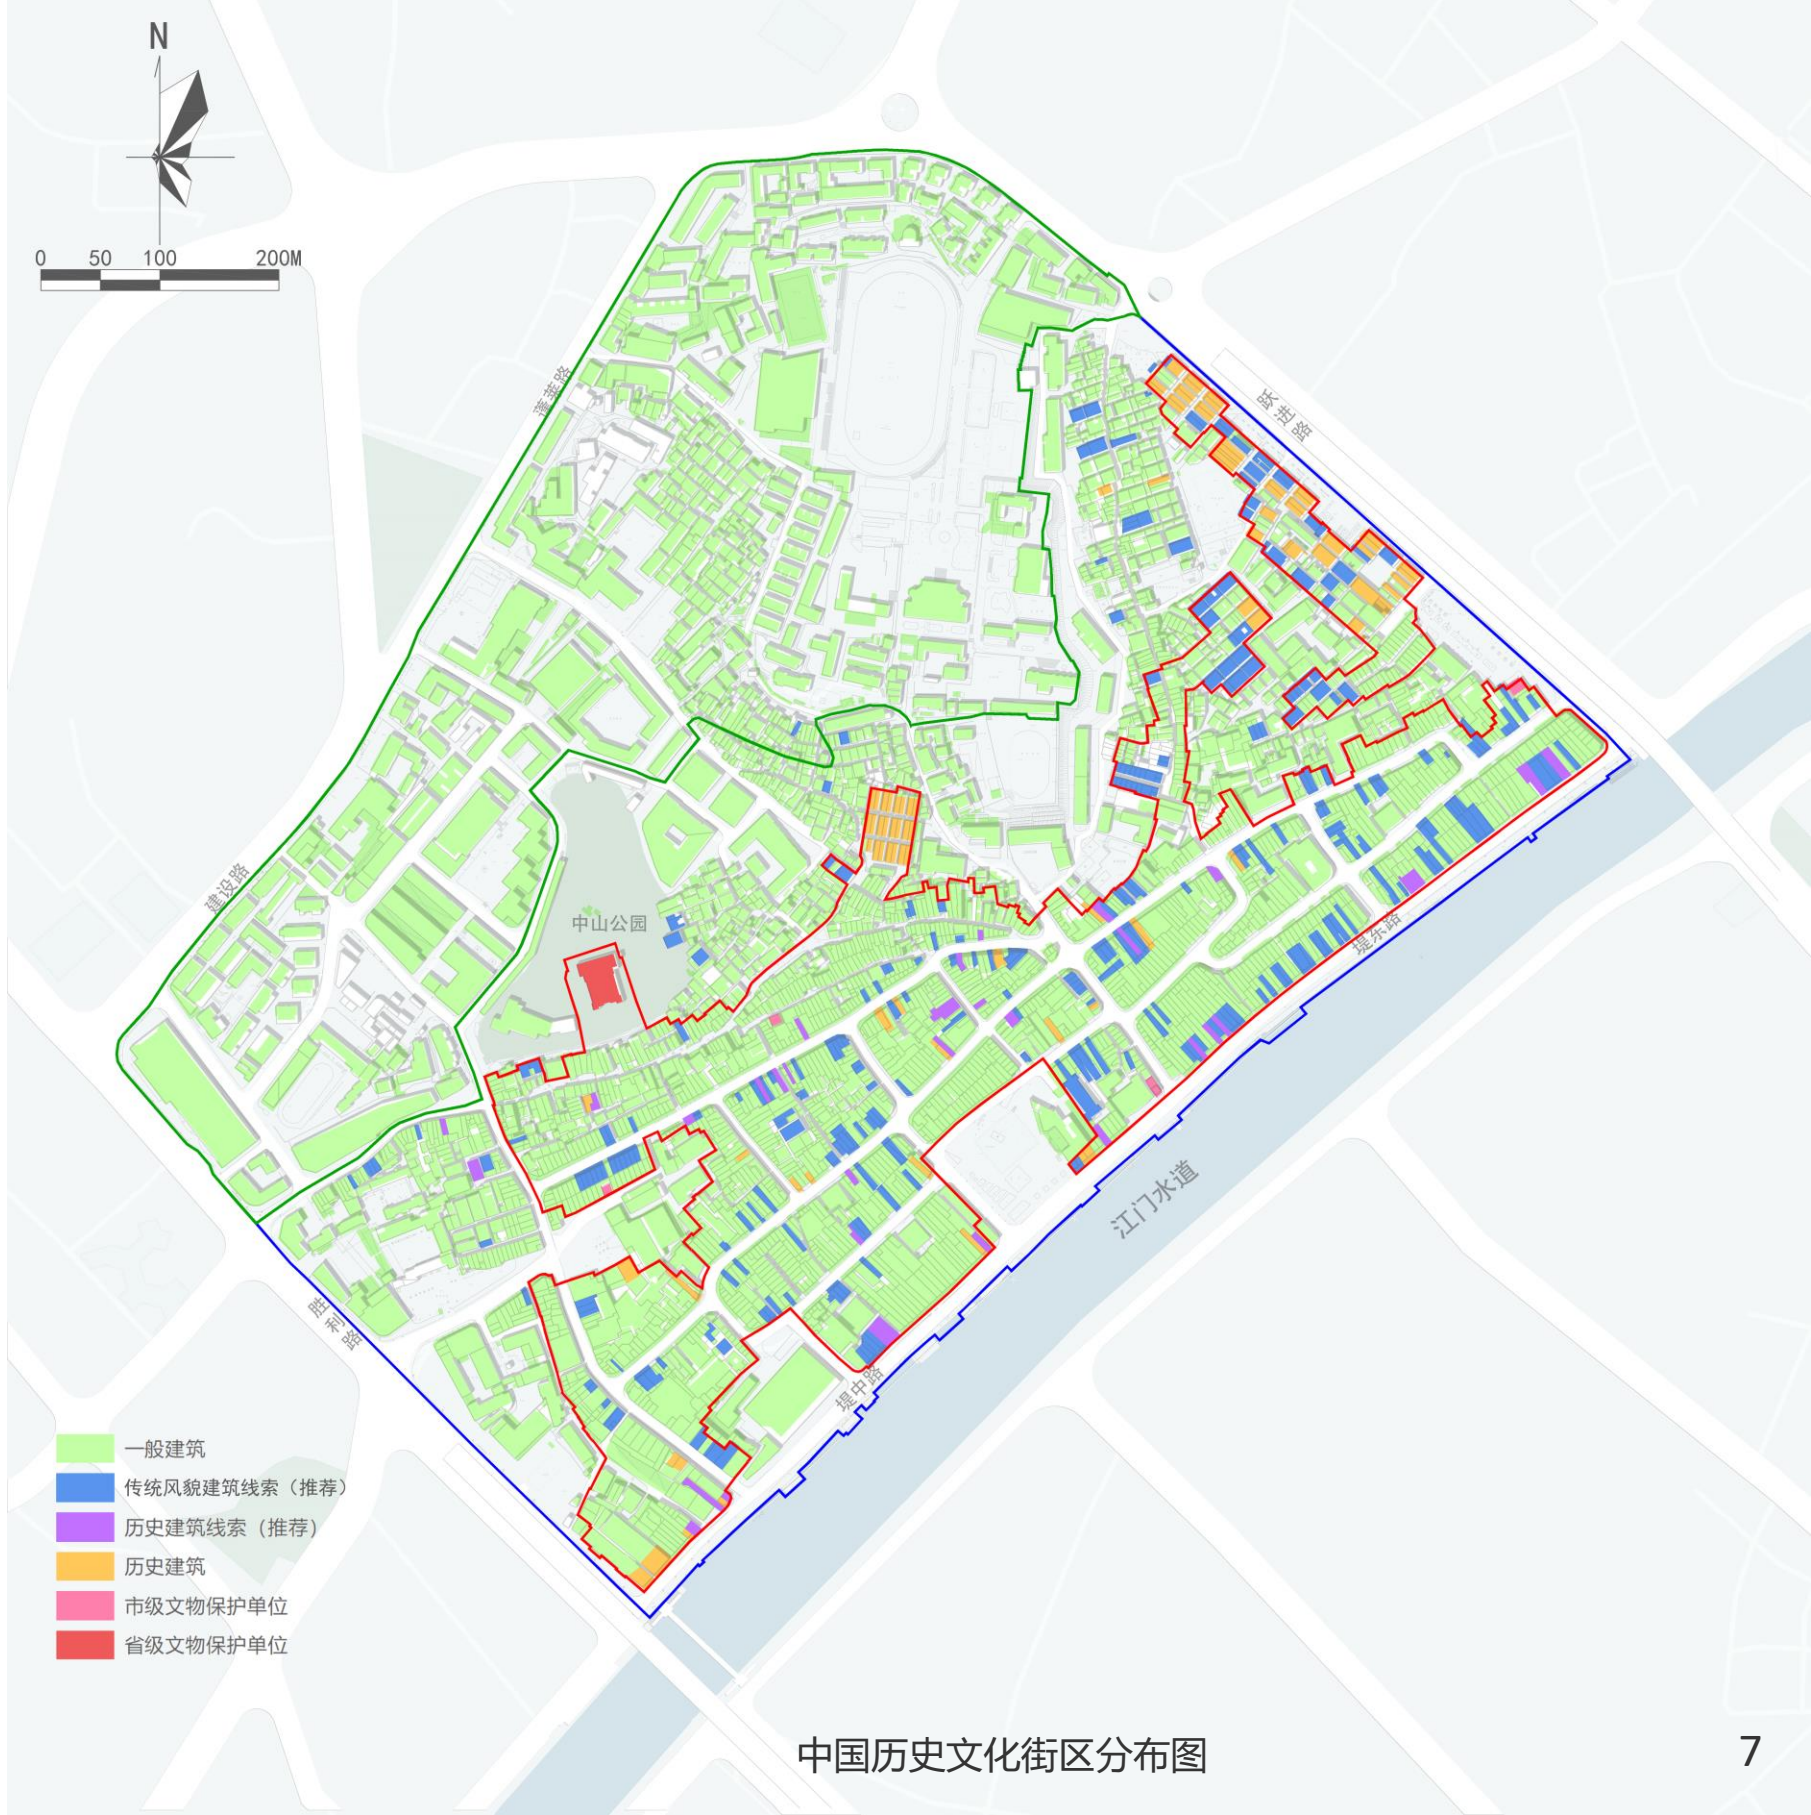 N
0 50 100 200M
蓬莱路
跃进路
建设路
中山公园
堤东路
江门水道
胜利路
堤中路
一般建筑
传统风貌建筑线索（推荐）
历史建筑线索（推荐）
历史建筑
市级文物保护单位
省级文物保护单位
中国历史文化街区分布图
7